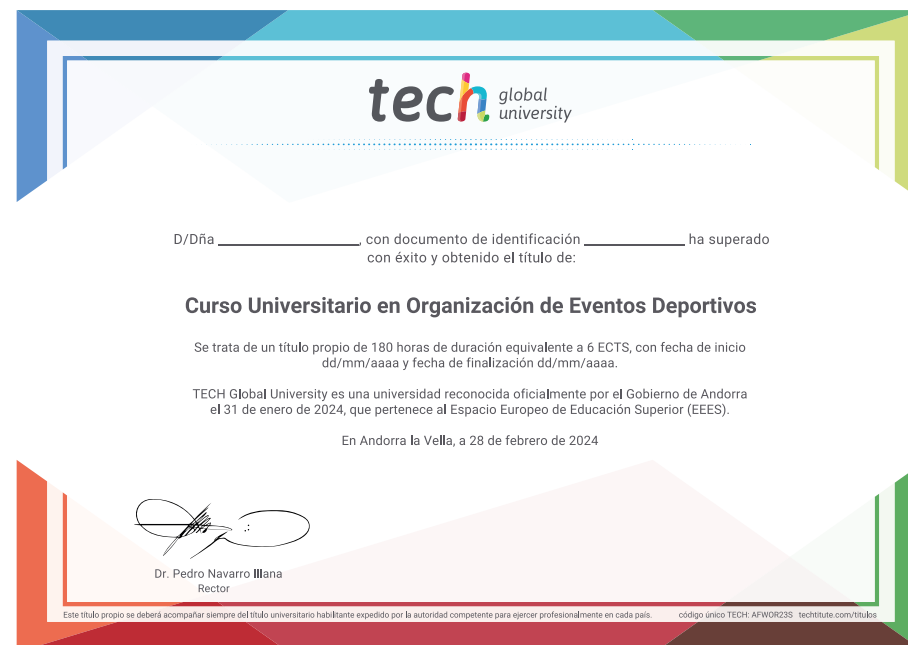 tech global
university
D/Dña ____________________, con documento de identificación ______________ ha superado
con éxito y obtenido el título de:
Curso Universitario en Organización de Eventos Deportivos
Se trata de un título propio de 180 horas de duración equivalente a 6 ECTS, con fecha de inicio
dd/mm/aaaa y fecha de finalización dd/mm/aaaa.
TECH Global University es una universidad reconocida oficialmente por el Gobierno de Andorra
el 31 de enero de 2024, que pertenece al Espacio Europeo de Educación Superior (EEES).
En Andorra la Vella, a 28 de febrero de 2024
Dr. Pedro Navarro Illana
Rector
Este título propio se deberá acompañar siempre del título universitario habilitante expedido por la autoridad competente para ejercer profesionalmente en cada país. código único TECH: AFWOR23S techtitute.com/titulos